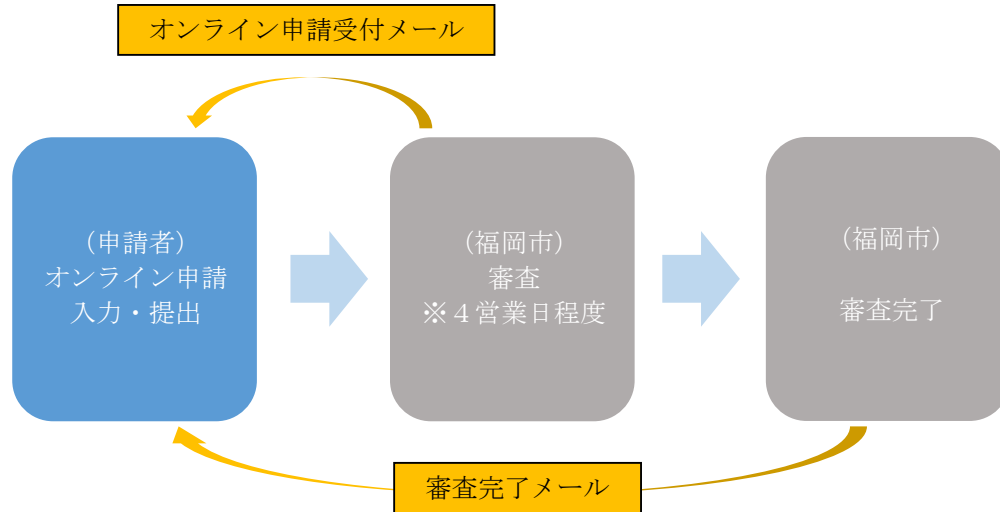 オンライン申請受付メール
（申請者）
オンライン申請
入力・提出
（福岡市）
審査
※４営業日程度
（福岡市）
審査完了
審査完了メール